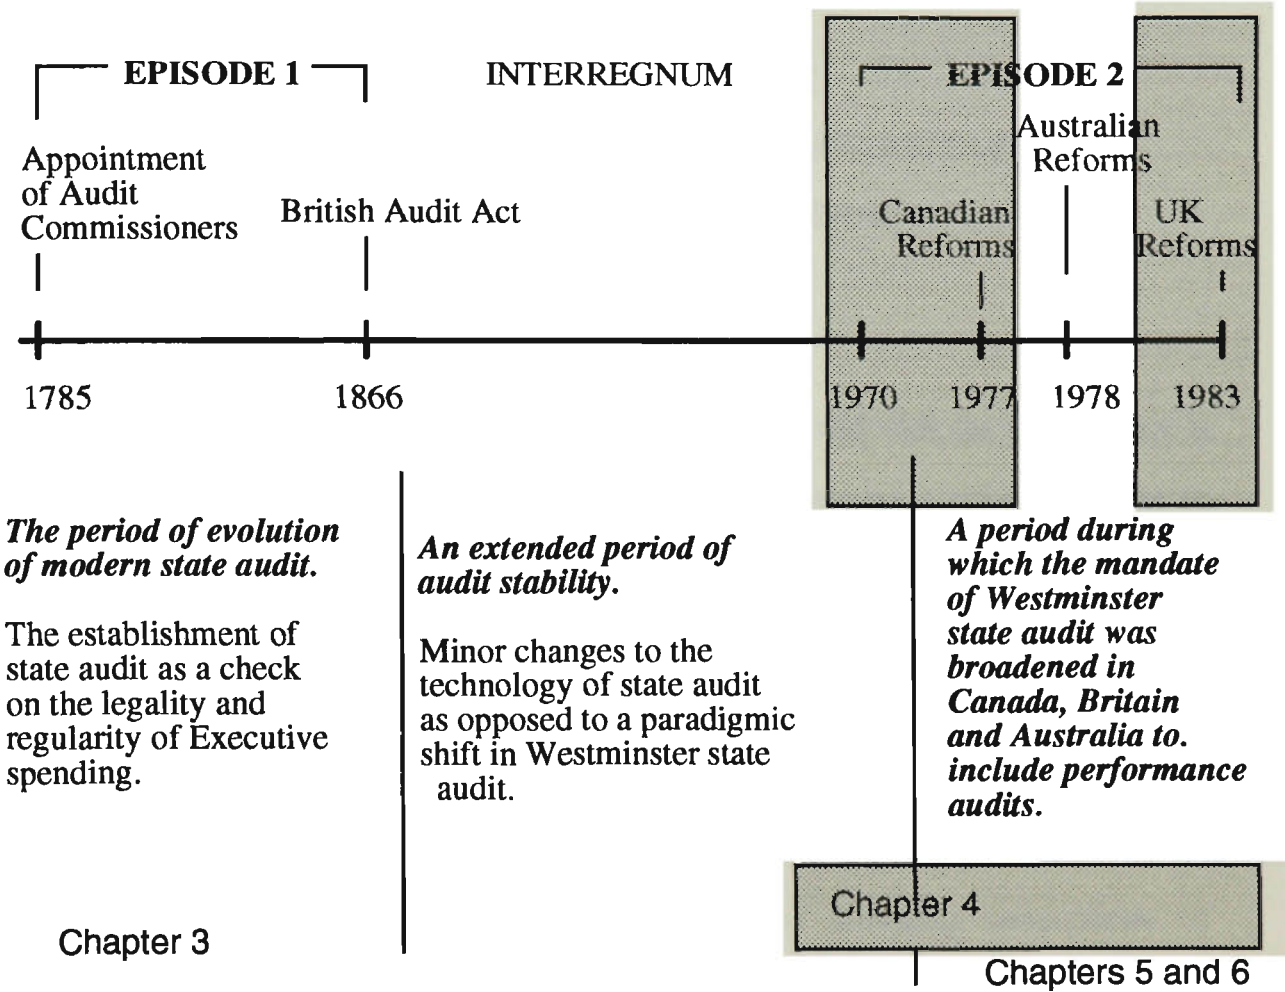 EPISODE 1
INTERREGNUM
EPISODE 2
Appointment
of Audit
Commissioners
British Audit Act
Canadian
Reforms
Australian
Reforms
UK
Reforms
1785
1866
1970
1977
1978
1983
The period of evolution
of modern state audit.
The establishment of
state audit as a check
on the legality and
regularity of Executive
spending.
Chapter 3
An extended period of
audit stability.
Minor changes to the
technology of state audit
as opposed to a paradigmic
shift in Westminster state
audit.
A period during
which the mandate
of Westminster
state audit was
broadened in
Canada, Britain
and Australia to.
include performance
audits.
Chapter 4
Chapters 5 and 6